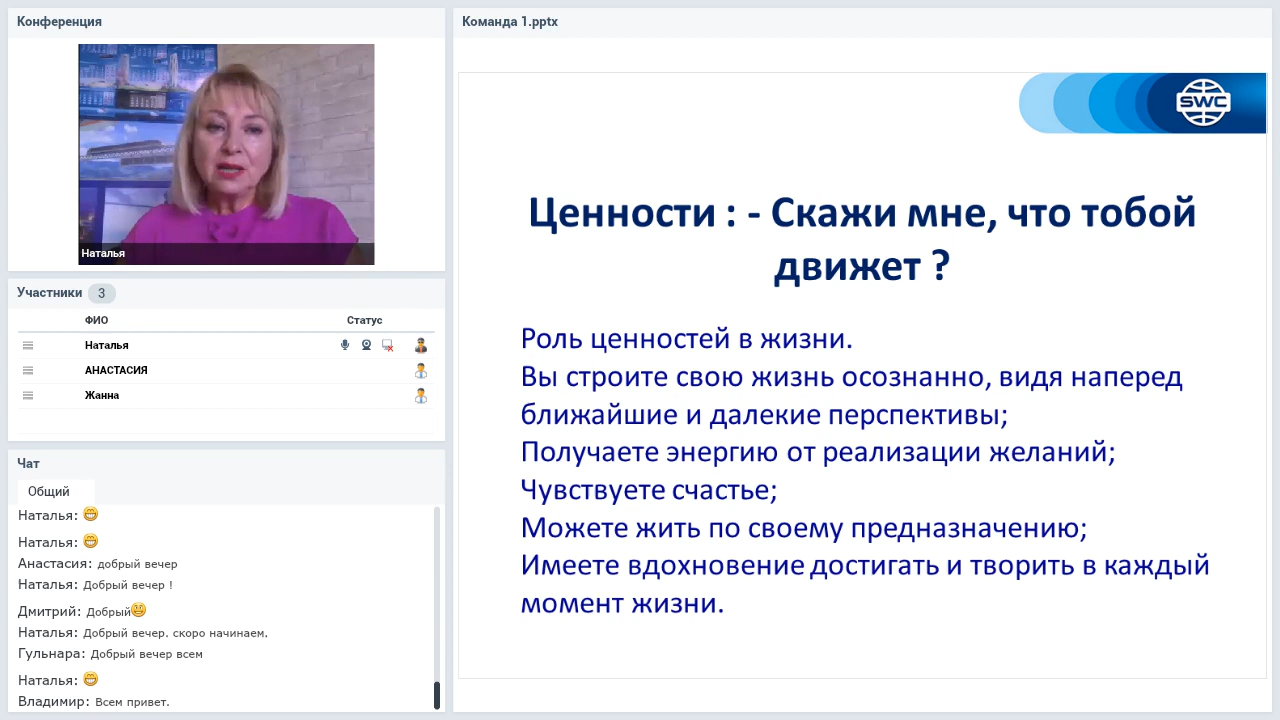 Конференция
Наталья
Участники 3
ФИО Статус
Наталья
АНАСТАСИЯ
Жанна
Чат
Общий
Наталья:
Наталья:
Анастасия: добрый вечер
Наталья: Добрый вечер !
Дмитрий: Добрый
Наталья: Добрый вечер. скоро начинаем.
Гульнара: Добрый вечер всем
Наталья:
Владимир: Всем привет.
Команда 1.pptx
SWC
Ценности : - Скажи мне, что тобой
движет ?
Роль ценностей в жизни.
Вы строите свою жизнь осознанно, видя наперед
ближайшие и далекие перспективы;
Получаете энергию от реализации желаний;
Чувствуете счастье;
Можете жить по своему предназначению;
Имеете вдохновение достигать и творить в каждый
момент жизни.